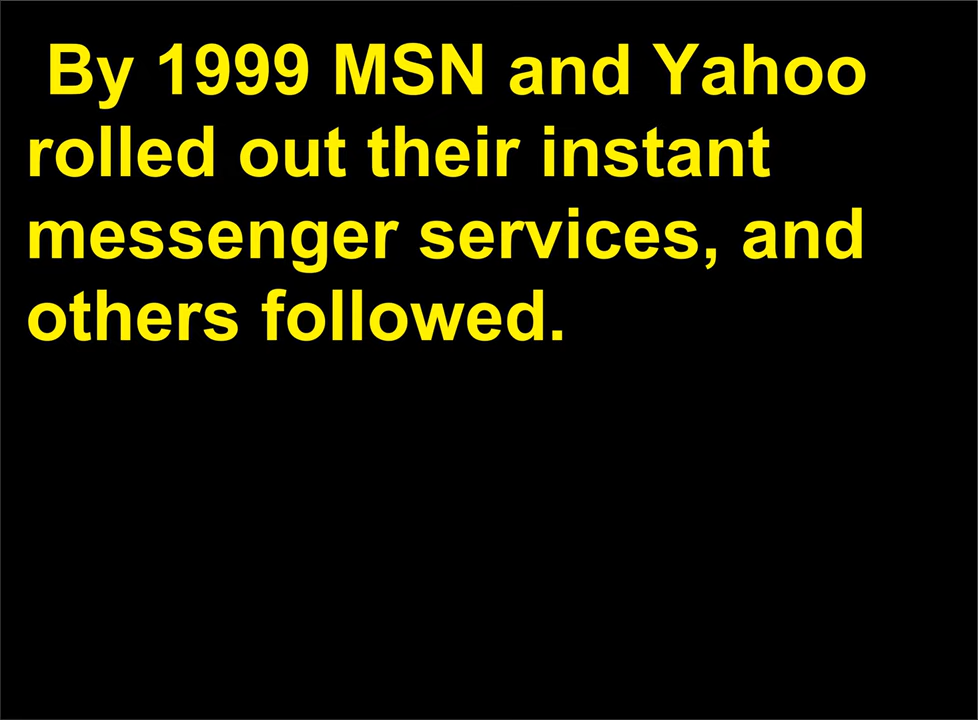 By 1999 MSN and Yahoo
rolled out their instant
messenger services, and
others followed.